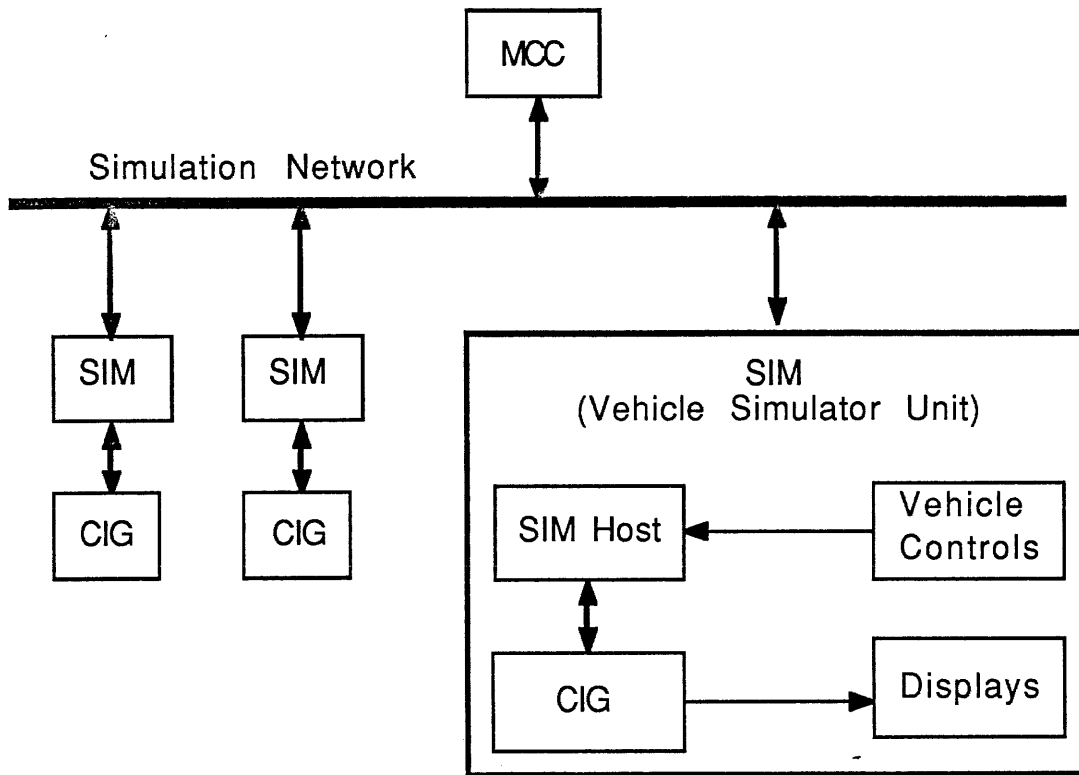 MCC
Simulation Network
SIM
SIM
CIG
CIG
SIM
(Vehicle Simulator Unit)
SIM Host
Vehicle
Controls
CIG
Displays